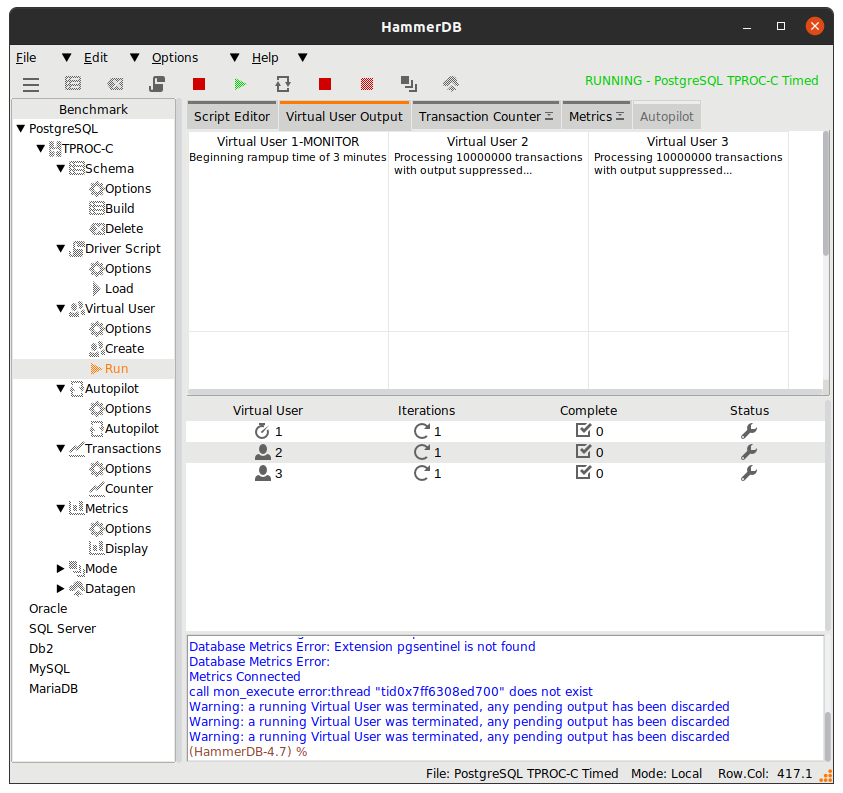 HammerDB
File Edit Options Help
RUNNING - PostgreSQL TPROC-C Timed
Benchmark
PostgreSQL
TPROC-C
Schema
Options
Build
Delete
Driver Script
Options
Load
Virtual User
Options
Create
Run
Autopilot
Options
Autopilot
Transactions
Options
Counter
Metrics
Options
Display
Mode
Datagen
Oracle
SQL Server
Db2
MySQL
MariaDB
Script Editor Virtual User Output Transaction Counter Metrics Autopilot
Virtual User 1-MONITOR
Beginning rampup time of 3 minutes
Virtual User 2
Processing 10000000 transactions
with output suppressed...
Virtual User 3
Processing 10000000 transactions
with output suppressed...
Virtual User Iterations Complete Status
1 1 0
2 1 0
3 1 0
Database Metrics Error: Extension pgsentinel is not found
Database Metrics Error:
Metrics Connected
call mon_execute error:thread "tid0x7ff6308ed700" does not exist
Warning: a running Virtual User was terminated, any pending output has been discarded
Warning: a running Virtual User was terminated, any pending output has been discarded
Warning: a running Virtual User was terminated, any pending output has been discarded
(HammerDB-4.7) %
File: PostgreSQL TPROC-C Timed Mode: Local Row.Col: 417.1